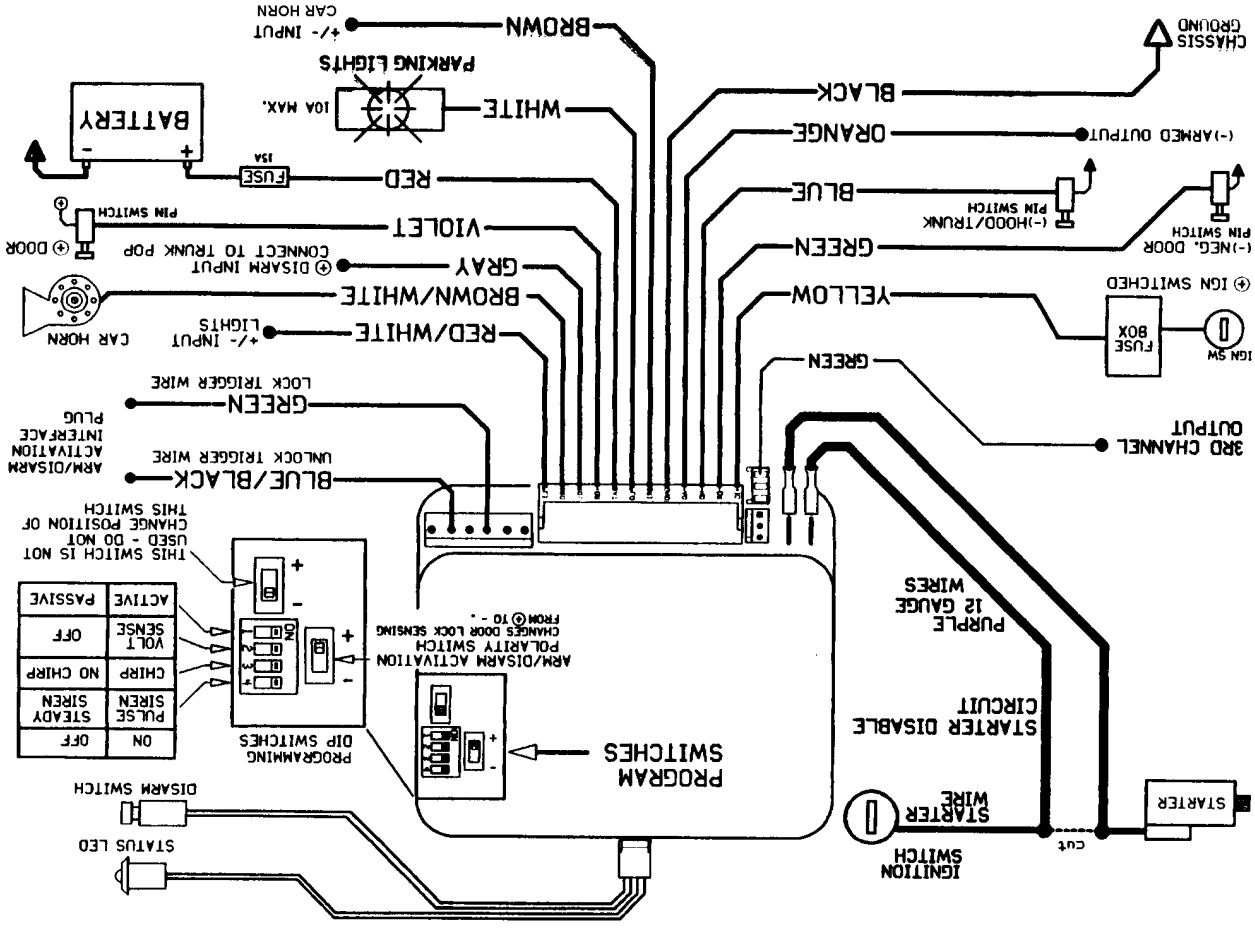 IGNITION
SWITCH
STARTER
WIRE
cut
STARTER
STATUS LED
DISARM SWITCH
STARTER DISABLE
CIRCUIT
PROGRAM
SWITCHES
+
-
ON
PROGRAMMING
DIP SWITCHES
ON OFF
PULSE SIREN STEADY SIREN
CHIRP NO CHIRP
VOLT SENSE OFF
ACTIVE PASSIVE
4
3
2
1
ON
-
+
-
+
ARM/DISARM ACTIVATION
POLARITY SWITCH
CHANGES DOOR LOCK SENSING
FROM ⊕ TO - .
THIS SWITCH IS NOT
USED - DO NOT
CHANGE POSITION OF
THIS SWITCH
PURPLE
12 GAUGE
WIRES
3RD CHANNEL
OUTPUT
GREEN
BLUE/BLACK
UNLOCK TRIGGER WIRE
GREEN
LOCK TRIGGER WIRE
ARM/DISARM
ACTIVATION
INTERFACE
PLUG
IGN SW
FUSE
BOX
⊕ IGN SWITCHED
YELLOW
RED/WHITE
+/- INPUT
LIGHTS
CAR HORN
BROWN/WHITE
GREEN
(-)NEG. DOOR
PIN SWITCH
GRAY
⊕ DISARM INPUT
CONNECT TO TRUNK POP
BLUE
(-)HOOD/TRUNK
PIN SWITCH
VIOLET
⊕ DOOR
PIN SWITCH
⊕
ORANGE
(-)ARMED OUTPUT
RED
FUSE
15A
+
-
BATTERY
BLACK
CHASSIS
GROUND
WHITE
10A MAX.
PARKING LIGHTS
BROWN
+/- INPUT
CAR HORN